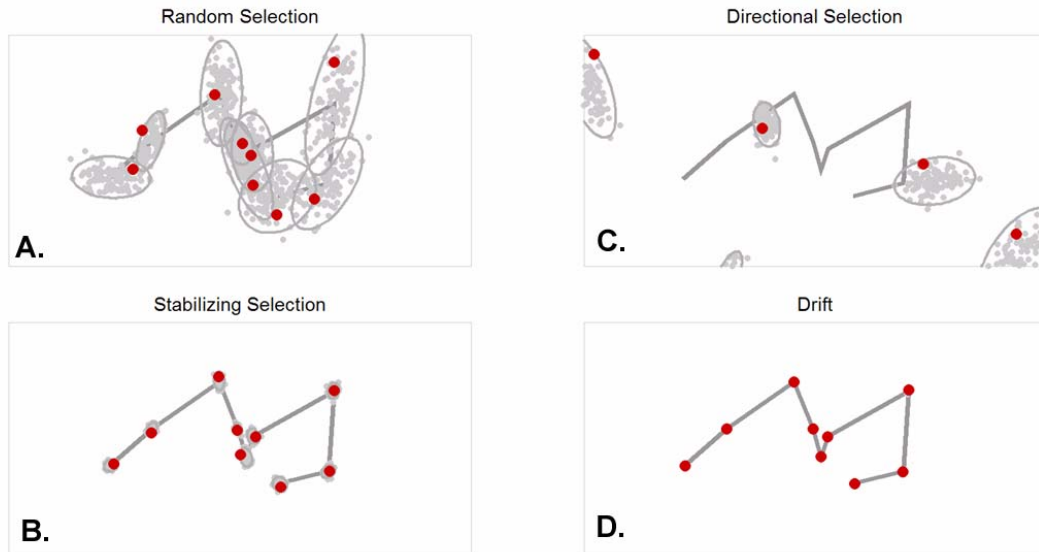 Random Selection
A.
Directional Selection
C.
Stabilizing Selection
B.
Drift
D.